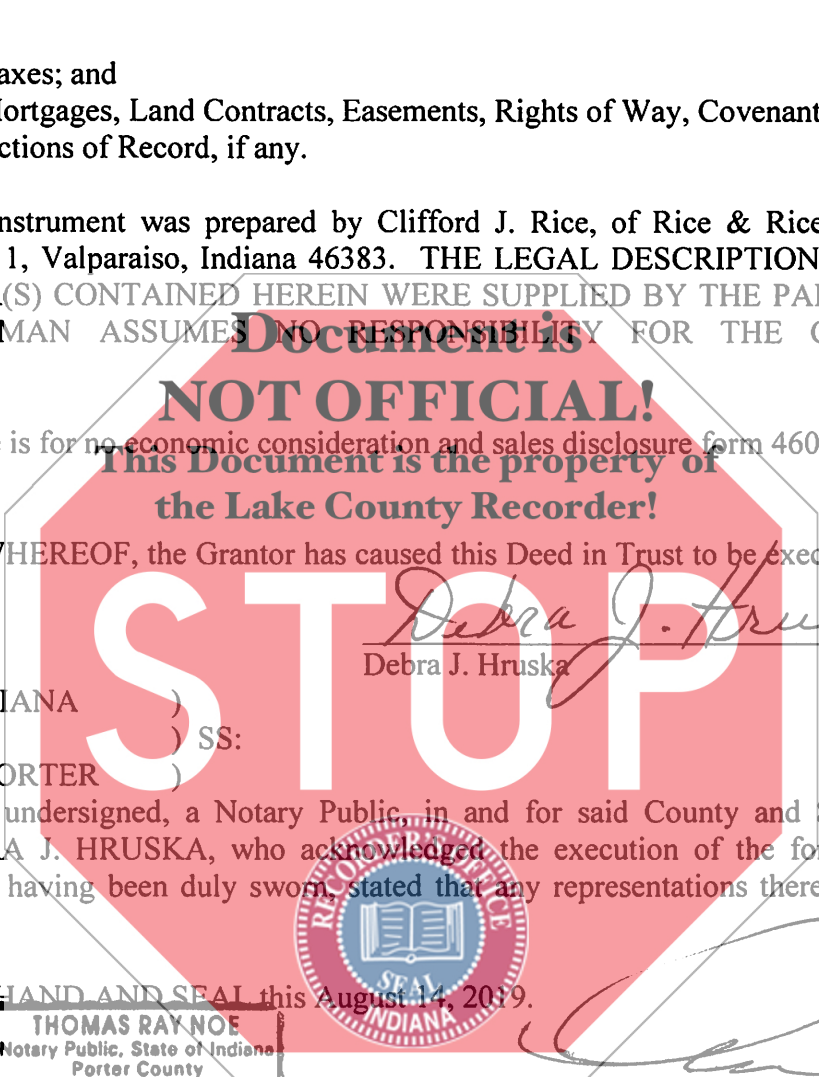 axes; and
ortgages, Land Contracts, Easements, Rights of Way, Covenant
ctions of Record, if any.
nstrument was prepared by Clifford J. Rice, of Rice & Rice
1, Valparaiso, Indiana 46383. THE LEGAL DESCRIPTION
(S) CONTAINED HEREIN WERE SUPPLIED BY THE PA
MAN ASSUMES NO RESPONSIBILITY FOR THE
Document is
NOT OFFICIAL!
is for no economic consideration and sales disclosure form 460
This Document is the property of
the Lake County Recorder!
HEREOF, the Grantor has caused this Deed in Trust to be exec
STOP
Debra J. Hru
Debra J. Hruska
IANA )
) SS:
ORTER )
undersigned, a Notary Public, in and for said County and
A J. HRUSKA, who acknowledged the execution of the fo
having been duly sworn, stated that any representations there
RECORDER'S OFFICE
SEAL
INDIANA
HAND AND SEAL this August 14, 2019.
THOMAS RAY NOE
Notary Public, State of Indiana
Porter County